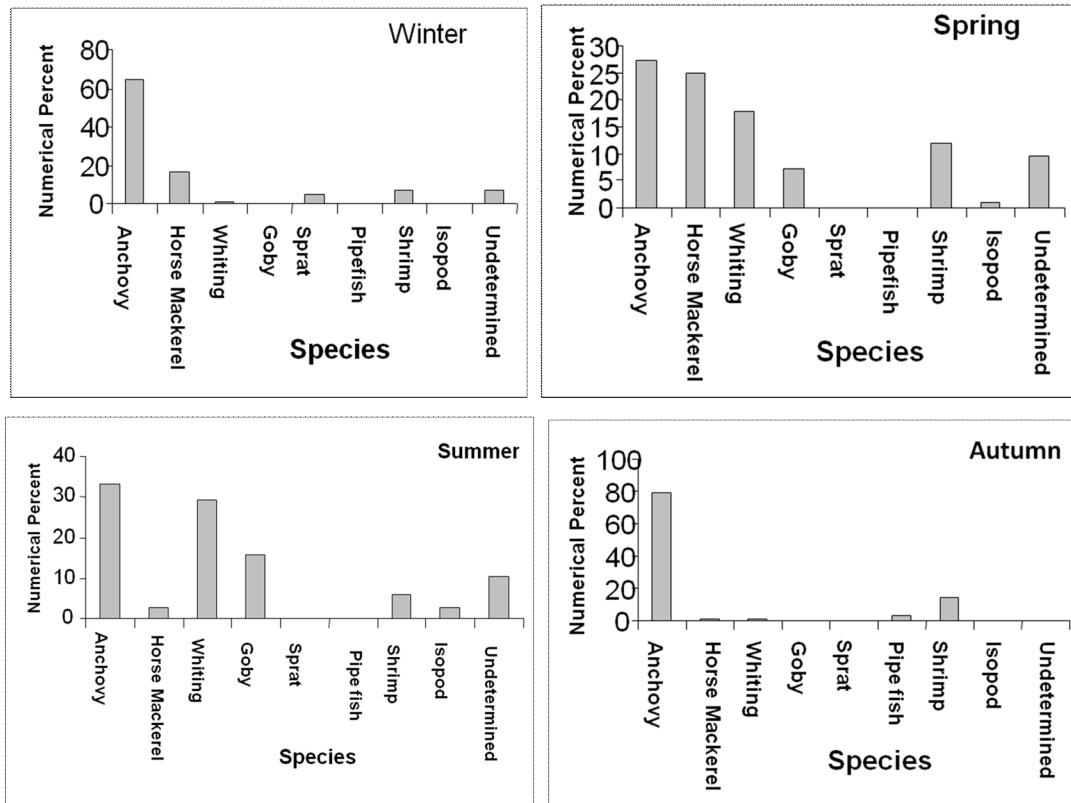 Winter
Numerical Percent
80
60
40
20
0
Anchovy
Horse Mackerel
Whiting
Goby
Sprat
Pipefish
Shrimp
Isopod
Undetermined
Species
Spring
Numerical Percent
30
25
20
15
10
5
0
Anchovy
Horse Mackerel
Whiting
Goby
Sprat
Pipefish
Shrimp
Isopod
Undetermined
Species
Summer
Numerical Percent
40
30
20
10
0
Anchovy
Horse Mackerel
Whiting
Goby
Sprat
Pipe fish
Shrimp
Isopod
Undetermined
Species
Autumn
Numerical Percent
100
80
60
40
20
0
Anchovy
Horse Mackerel
Whiting
Goby
Sprat
Pipe fish
Shrimp
Isopod
Undetermined
Species